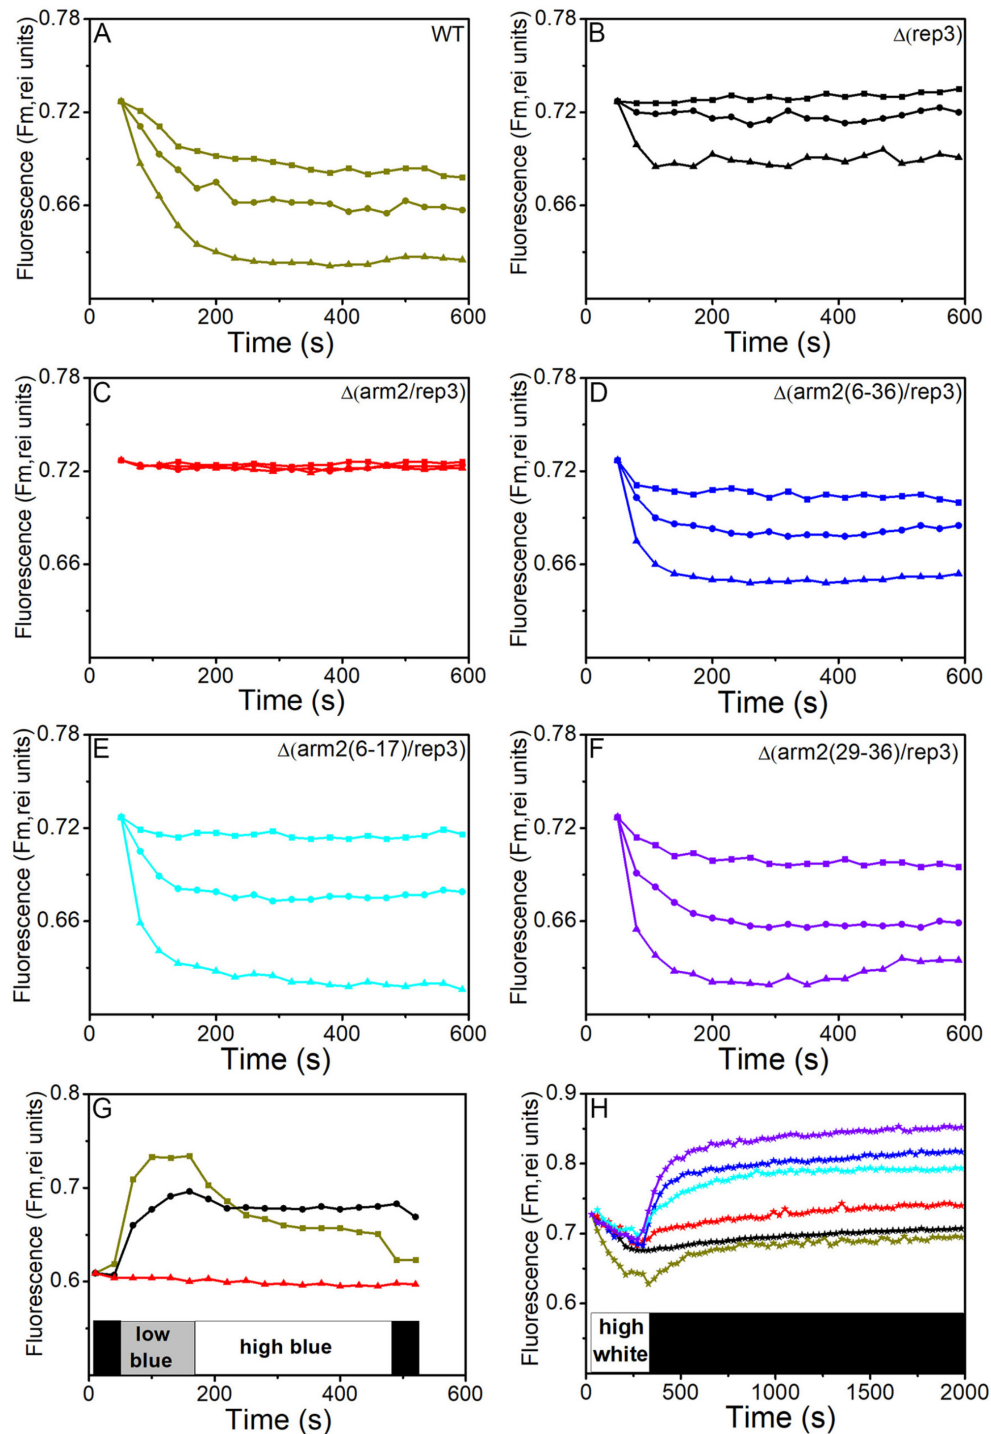 A
WT
Fluorescence (Fm,rei units)
0.78
0.72
0.66
0 200 400 600
Time (s)
B
Δ(rep3)
Fluorescence (Fm,rei units)
0.78
0.72
0.66
0 200 400 600
Time (s)
C
Δ(arm2/rep3)
Fluorescence (Fm,rei units)
0.78
0.72
0.66
0 200 400 600
Time (s)
D
Δ(arm2(6-36)/rep3)
Fluorescence (Fm,rei units)
0.78
0.72
0.66
0 200 400 600
Time (s)
E
Δ(arm2(6-17)/rep3)
Fluorescence (Fm,rei units)
0.78
0.72
0.66
0 200 400 600
Time (s)
F
Δ(arm2(29-36)/rep3)
Fluorescence (Fm,rei units)
0.78
0.72
0.66
0 200 400 600
Time (s)
G
Fluorescence (Fm,rei units)
0.8
0.7
0.6
low
blue
high blue
0 200 400 600
Time (s)
H
Fluorescence (Fm,rei units)
0.9
0.8
0.7
0.6
high
white
500 1000 1500 2000
Time (s)